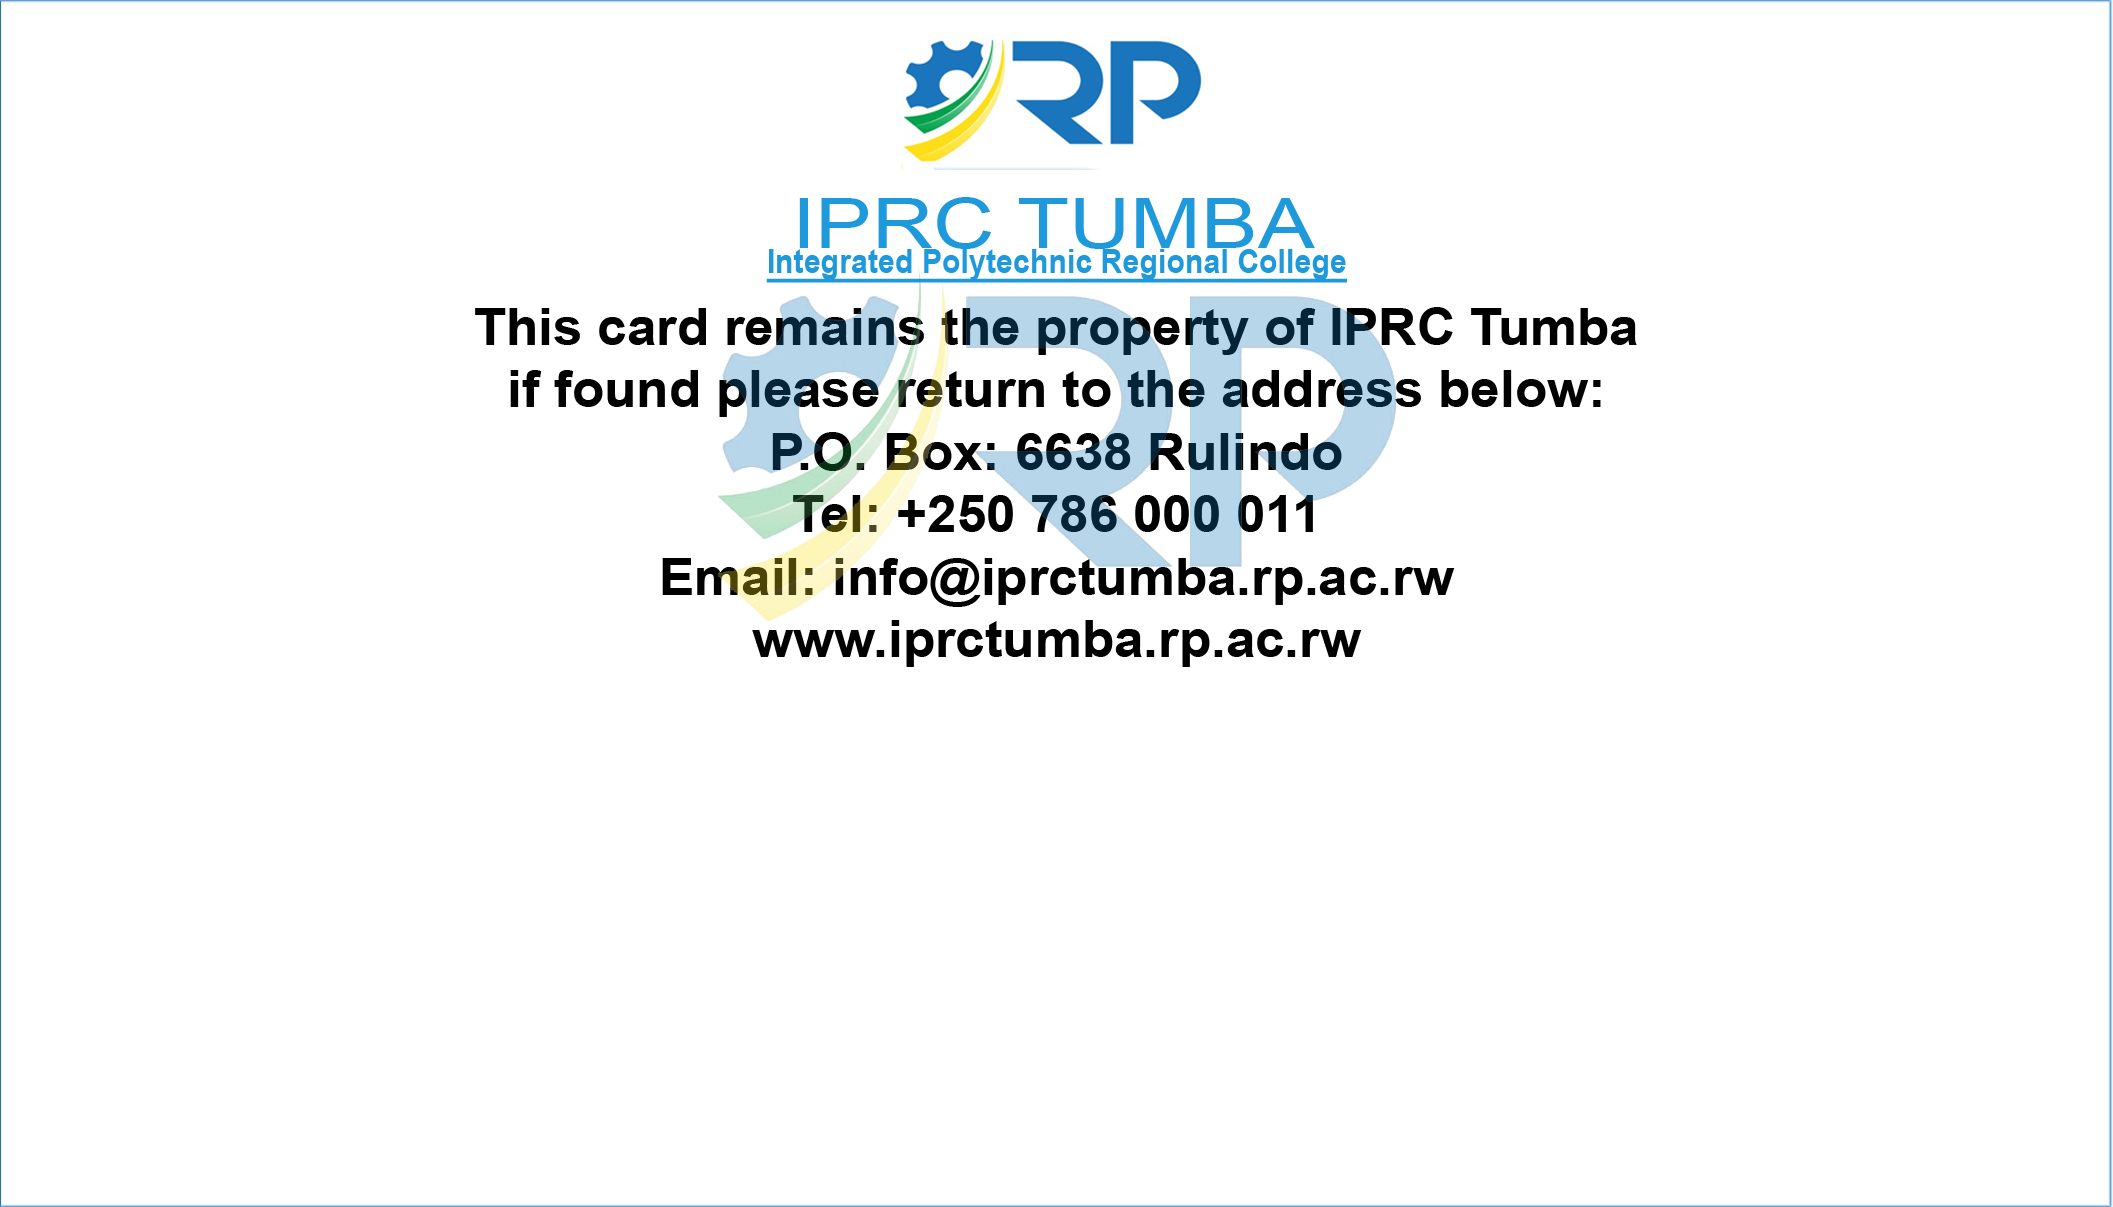 RP
IPRC TUMBA
Integrated Polytechnic Regional College
This card remains the property of IPRC Tumba
if found please return to the address below:
P.O. Box: 6638 Rulindo
Tel: +250 786 000 011
Email: info@iprctumba.rp.ac.rw
www.iprctumba.rp.ac.rw
RP